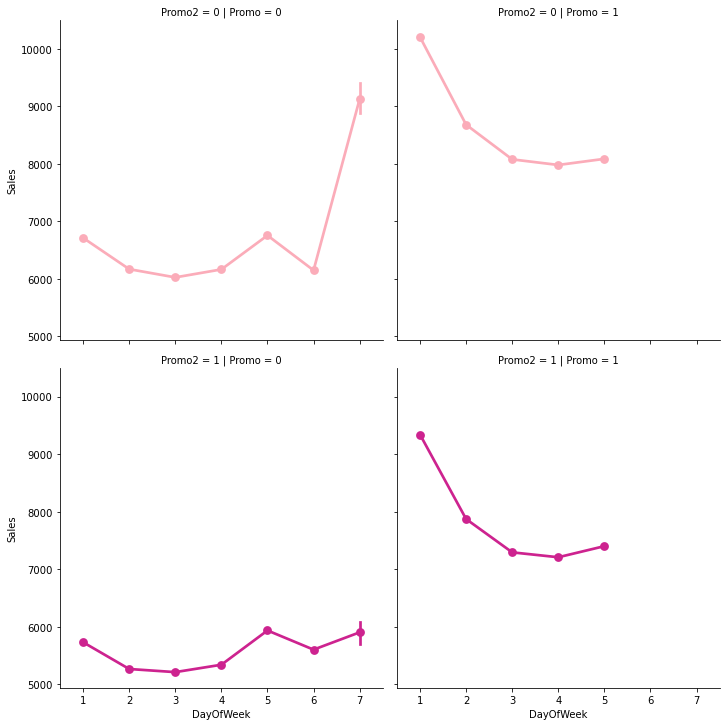 Promo2 = 0 | Promo = 0
Promo2 = 0 | Promo = 1
10000
9000
8000
7000
6000
5000
Sales
Promo2 = 1 | Promo = 0
Promo2 = 1 | Promo = 1
10000
9000
8000
7000
6000
5000
Sales
1 2 3 4 5 6 7
DayOfWeek
1 2 3 4 5 6 7
DayOfWeek